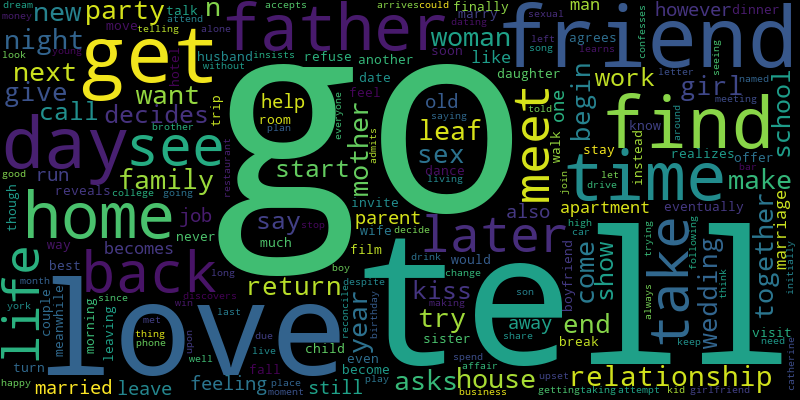 dream
money
new
party
talk
attend
move
telling
n
accepts
father
alone
arrives
could
marry
dating
finally
woman
soon
like
daughter
friend
sexual
left
song
learns
man
agrees
however
dinner
confesses
seeing
girl
letter
named
meeting
night
look
next
get
want
give
call
decides
hotel
husband
insists
without
refuse
another
date
feel
trip
brother
help
room
plan
everyone
mother
admits
go
old
saying
leaf
sex
dance
living
meet
told
walk
one
begin
work
stay
instead
find
know
around
realizes
offer
bar
school
young
day
see
family
good
run
reveals
college
going
though
home
job
never
way
becomes
best
month
york
restaurant
start
say
much
stop
invite
parent
wife
decide
film
boy
later
also
would
join
time
let
drive
make
apartment
eventually
marriage
high
car
trying
together
initially
life
back
long
discovers
win
return
tell
drink
change
kiss
making
boyfriend
come
show
always
take
wedding
following
think
couple
meanwhile
since
morning
leaving
met
thing
phone
love
upon
last
due
live
well
fall
child
reconcile
year
despite
birthday
even
become
play
son
try
sister
away
share
end
break
keep
visit
need
catherine
turn
happy
married
leave
feeling
place
moment
still
asks
spend
affair
house
business
upset
relationship
getting
taking
attempt
kid
girlfriend